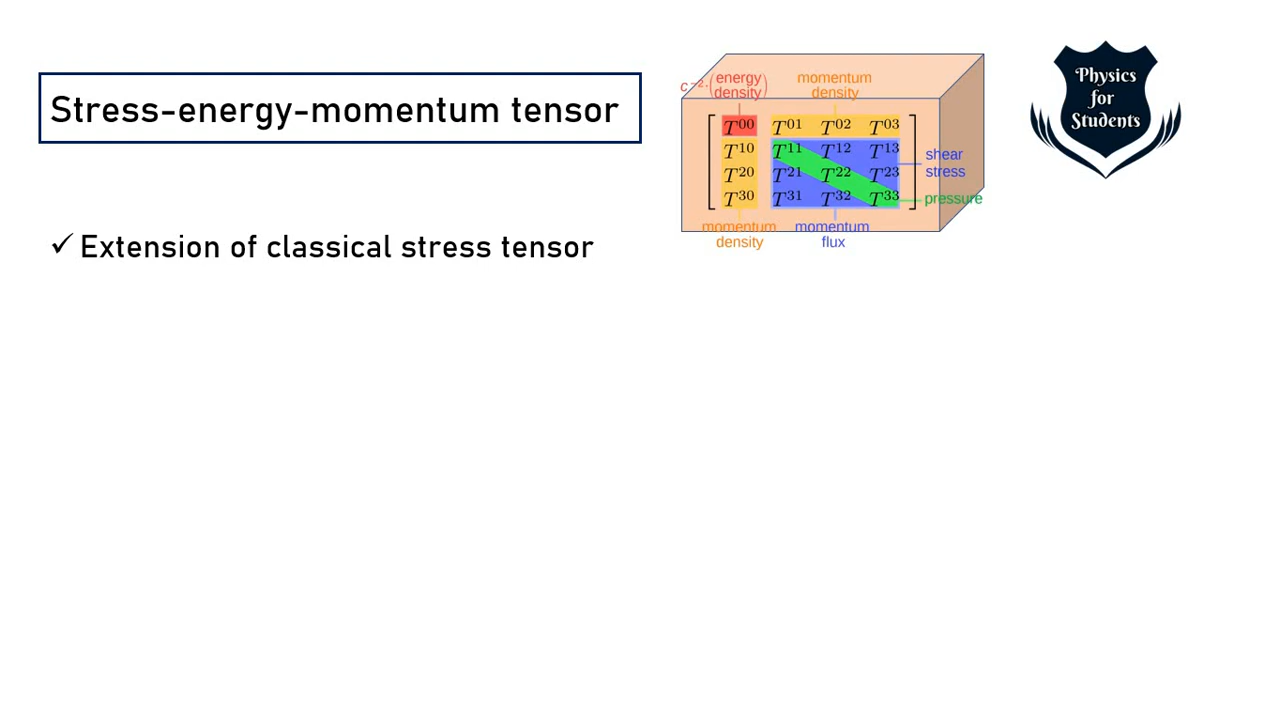 Stress-energy-momentum tensor
✓ Extension of classical stress tensor
c⁻²·(energy density)
momentum density
T⁰⁰ T⁰¹ T⁰² T⁰³
T¹⁰ T¹¹ T¹² T¹³
T²⁰ T²¹ T²² T²³
T³⁰ T³¹ T³² T³³
shear
stress
pressure
momentum
density
momentum
flux
Physics
for
Students